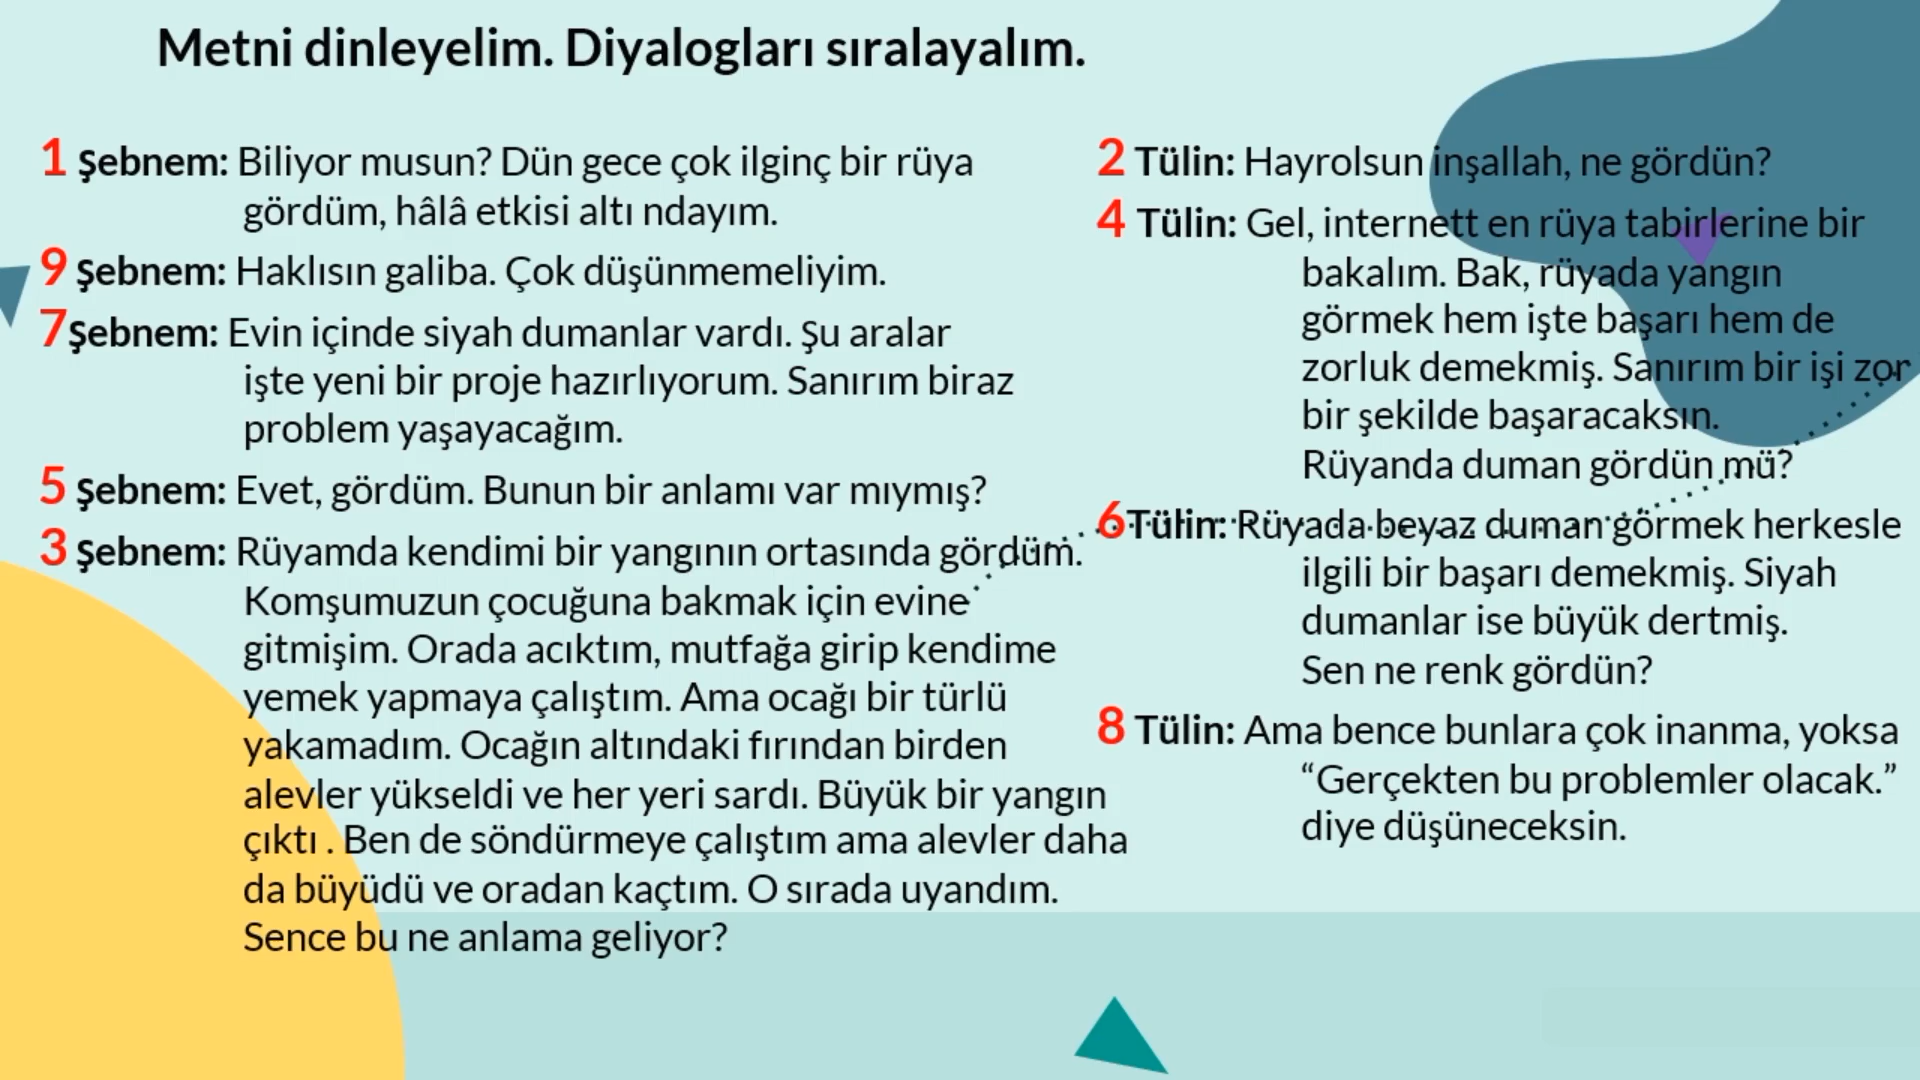 Metni dinleyelim. Diyalogları sıralayalım.
1 Şebnem: Biliyor musun? Dün gece çok ilginç bir rüya
gördüm, hâlâ etkisi altı ndayım.
9 Şebnem: Haklısın galiba. Çok düşünmemeliyim.
7 Şebnem: Evin içinde siyah dumanlar vardı. Şu aralar
işte yeni bir proje hazırlıyorum. Sanırım biraz
problem yaşayacağım.
5 Şebnem: Evet, gördüm. Bunun bir anlamı var mıymış?
3 Şebnem: Rüyamda kendimi bir yangının ortasında gördüm.
Komşumuzun çocuğuna bakmak için evine
gitmişim. Orada acıktım, mutfağa girip kendime
yemek yapmaya çalıştım. Ama ocağı bir türlü
yakamadım. Ocağın altındaki fırından birden
alevler yükseldi ve her yeri sardı. Büyük bir yangın
çıktı . Ben de söndürmeye çalıştım ama alevler daha
da büyüdü ve oradan kaçtım. O sırada uyandım.
Sence bu ne anlama geliyor?
2 Tülin: Hayrolsun inşallah, ne gördün?
4 Tülin: Gel, internett en rüya tabirlerine bir
bakalım. Bak, rüyada yangın
görmek hem işte başarı hem de
zorluk demekmiş. Sanırım bir işi zor
bir şekilde başaracaksın.
Rüyanda duman gördün mü?
6 Tülin: Rüyada beyaz duman görmek herkesle
ilgili bir başarı demekmiş. Siyah
dumanlar ise büyük dertmiş.
Sen ne renk gördün?
8 Tülin: Ama bence bunlara çok inanma, yoksa
“Gerçekten bu problemler olacak.”
diye düşüneceksin.